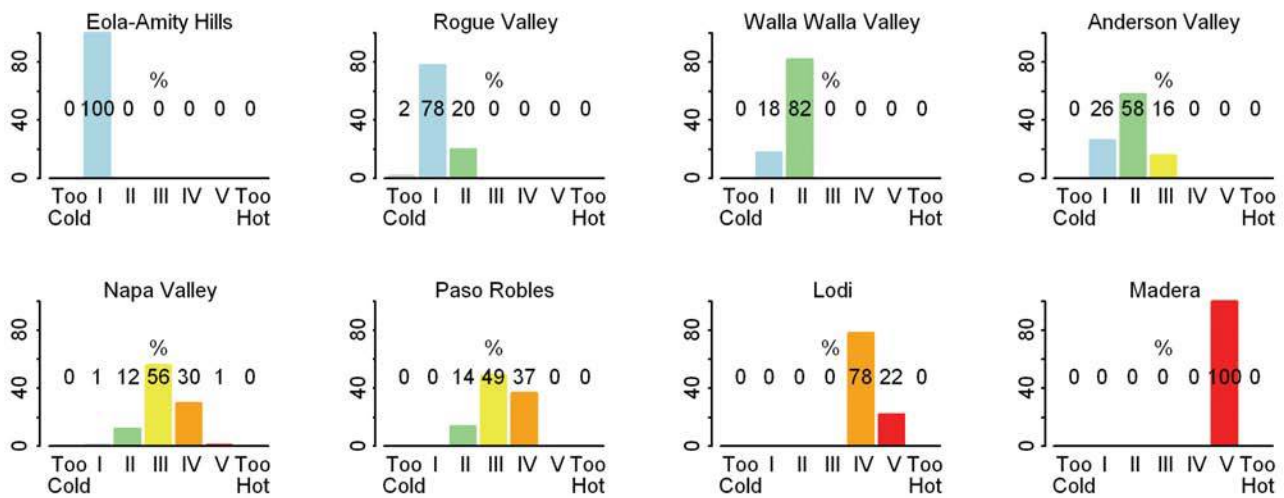 Eola-Amity Hills
80
40
0
%
0 100 0 0 0 0 0
Too I II III IV V Too
Cold Hot
Rogue Valley
80
40
0
%
2 78 20 0 0 0 0
Too I II III IV V Too
Cold Hot
Walla Walla Valley
80
40
0
%
0 18 82 0 0 0 0
Too I II III IV V Too
Cold Hot
Anderson Valley
80
40
0
%
0 26 58 16 0 0 0
Too I II III IV V Too
Cold Hot
Napa Valley
80
40
0
%
0 1 12 56 30 1 0
Too I II III IV V Too
Cold Hot
Paso Robles
80
40
0
%
0 0 14 49 37 0 0
Too I II III IV V Too
Cold Hot
Lodi
80
40
0
%
0 0 0 0 78 22 0
Too I II III IV V Too
Cold Hot
Madera
80
40
0
%
0 0 0 0 0 100 0
Too I II III IV V Too
Cold Hot